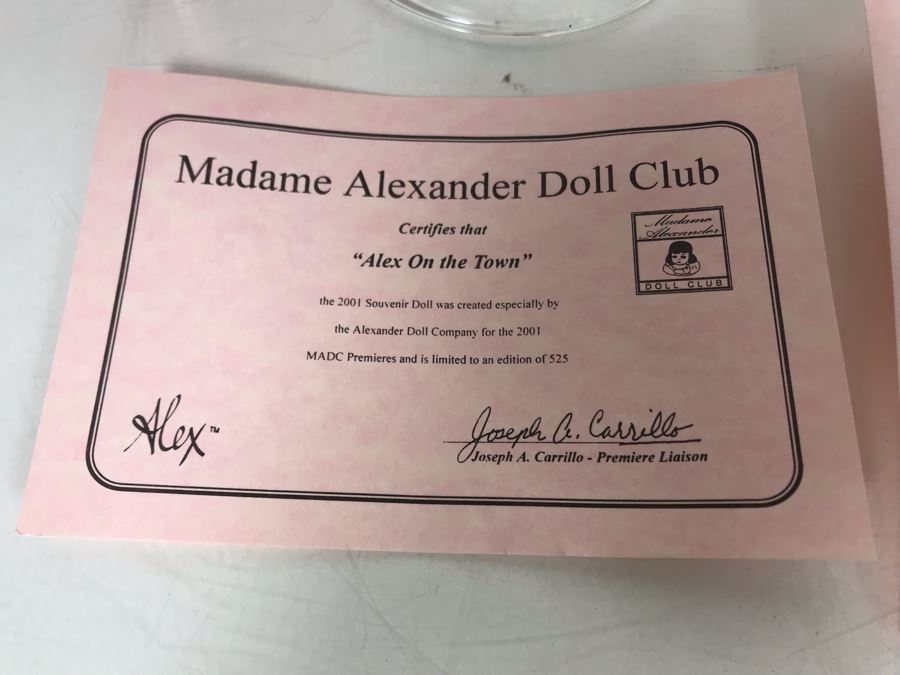 Madame Alexander Doll Club
Certifies that
“Alex On the Town”
the 2001 Souvenir Doll was created especially by
the Alexander Doll Company for the 2001
MADC Premieres and is limited to an edition of 525
Madame
Alexander
DOLL CLUB
Alex™
Joseph A. Carrillo
Joseph A. Carrillo - Premiere Liaison